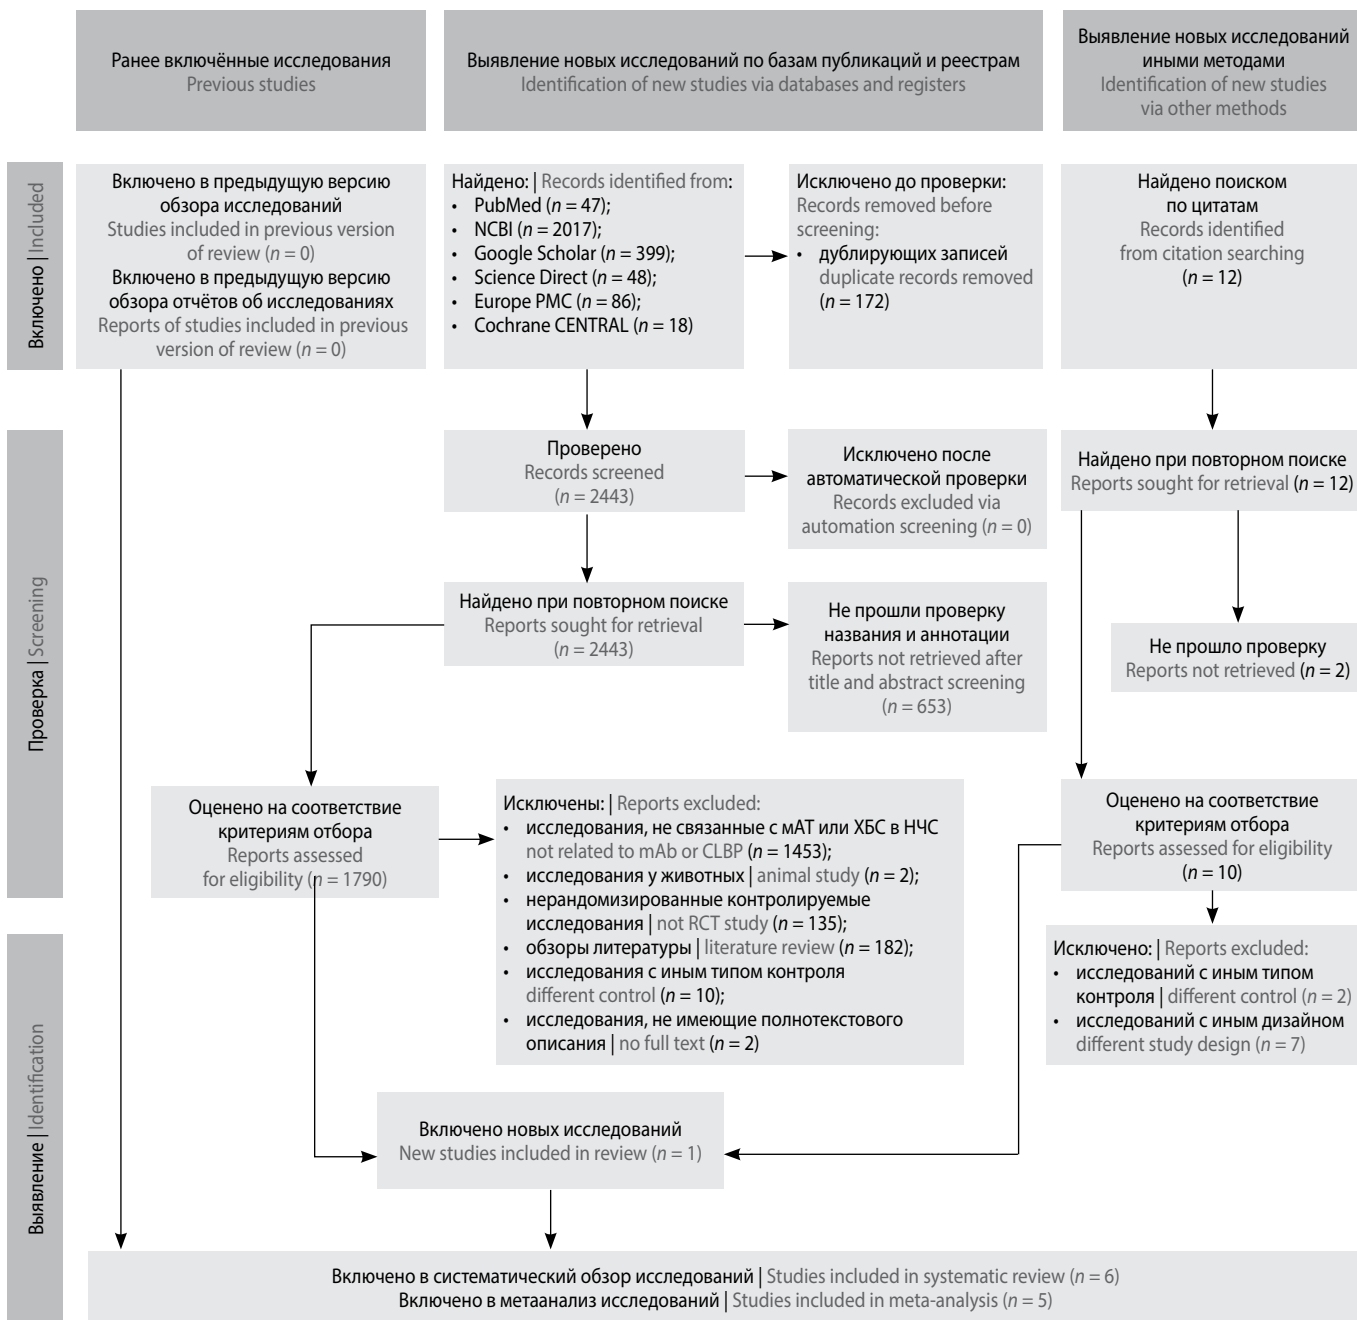 Ранее включённые исследования
Previous studies
Выявление новых исследований по базам публикаций и реестрам
Identification of new studies via databases and registers
Выявление новых исследований
иными методами
Identification of new studies
via other methods
Включено | Included
Включено в предыдущую версию
обзора исследований
Studies included in previous version
of review (n = 0)
Включено в предыдущую версию
обзора отчётов об исследованиях
Reports of studies included in previous
version of review (n = 0)
Найдено: | Records identified from:
• PubMed (n = 47);
• NCBI (n = 2017);
• Google Scholar (n = 399);
• Science Direct (n = 48);
• Europe PMC (n = 86);
• Cochrane CENTRAL (n = 18)
Исключено до проверки:
Records removed before
screening:
• дублирующих записей
duplicate records removed
(n = 172)
Найдено поиском
по цитатам
Records identified
from citation searching
(n = 12)
Проверка | Screening
Проверено
Records screened
(n = 2443)
Исключено после
автоматической проверки
Records excluded via
automation screening (n = 0)
Найдено при повторном поиске
Reports sought for retrieval (n = 12)
Найдено при повторном поиске
Reports sought for retrieval
(n = 2443)
Не прошли проверку
названия и аннотации
Reports not retrieved after
title and abstract screening
(n = 653)
Не прошло проверку
Reports not retrieved (n = 2)
Оценено на соответствие
критериям отбора
Reports assessed
for eligibility (n = 1790)
Исключены: | Reports excluded:
• исследования, не связанные с мАТ или ХБС в НЧС
not related to mAb or CLBP (n = 1453);
• исследования у животных | animal study (n = 2);
• нерандомизированные контролируемые
исследования | not RCT study (n = 135);
• обзоры литературы | literature review (n = 182);
• исследования с иным типом контроля
different control (n = 10);
• исследования, не имеющие полнотекстового
описания | no full text (n = 2)
Оценено на соответствие
критериям отбора
Reports assessed for eligibility
(n = 10)
Исключено: | Reports excluded:
• исследований с иным типом
контроля | different control (n = 2)
• исследований с иным дизайном
different study design (n = 7)
Выявление | Identification
Включено новых исследований
New studies included in review (n = 1)
Включено в систематический обзор исследований | Studies included in systematic review (n = 6)
Включено в метаанализ исследований | Studies included in meta-analysis (n = 5)